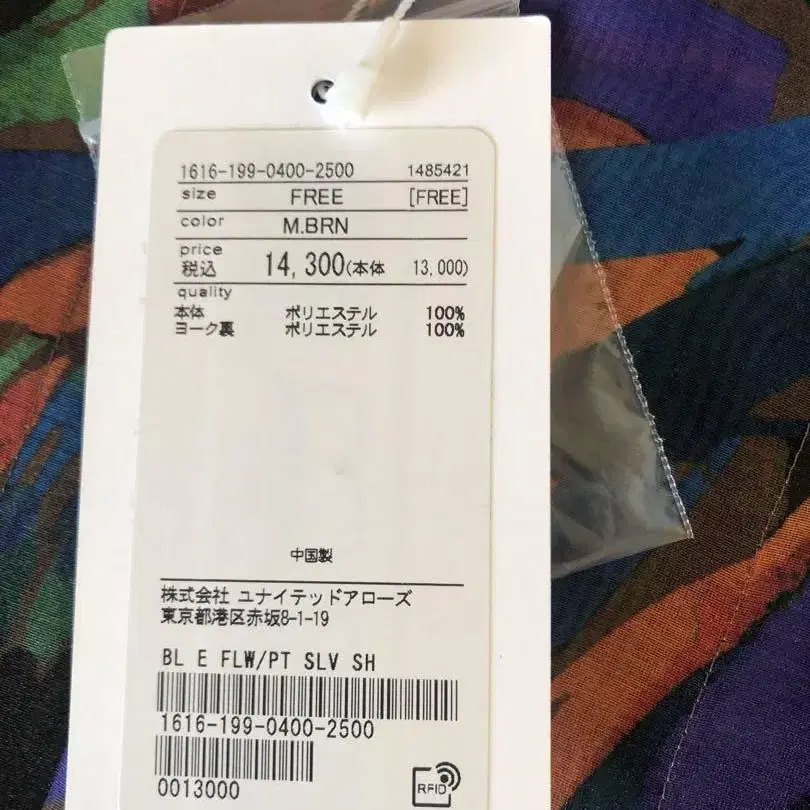 1616-199-0400-2500 1485421
size FREE [FREE]
color M.BRN
price
税込 14,300(本体 13,000)
quality
本体 ポリエステル 100%
ヨーク裏 ポリエステル 100%
中国製
株式会社 ユナイテッドアローズ
東京都港区赤坂8-1-19
BL E FLW/PT SLV SH
1616-199-0400-2500
0013000
RFID